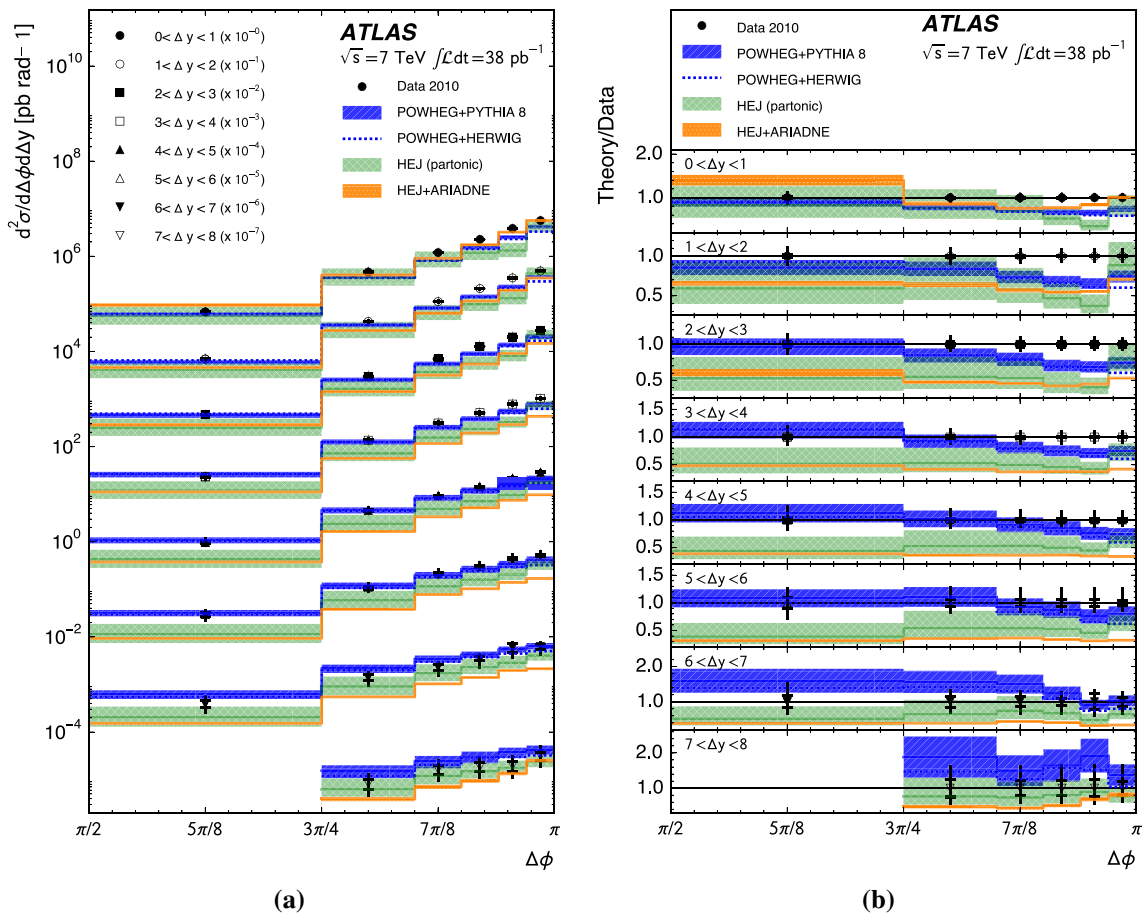 ATLAS
√s=7 TeV ∫Ldt=38 pb⁻¹
0< Δ y < 1 (x 10⁻⁰)
1< Δ y < 2 (x 10⁻¹)
2< Δ y < 3 (x 10⁻²)
3< Δ y < 4 (x 10⁻³)
4< Δ y < 5 (x 10⁻⁴)
5< Δ y < 6 (x 10⁻⁵)
6< Δ y < 7 (x 10⁻⁶)
7< Δ y < 8 (x 10⁻⁷)
Data 2010
POWHEG+PYTHIA 8
POWHEG+HERWIG
HEJ (partonic)
HEJ+ARIADNE
d²σ/dΔϕdΔy [pb rad⁻ 1]
10¹⁰
10⁸
10⁶
10⁴
10²
10⁰
10⁻²
10⁻⁴
π/2 5π/8 3π/4 7π/8 π
Δϕ
(a)
Data 2010
POWHEG+PYTHIA 8
POWHEG+HERWIG
HEJ (partonic)
HEJ+ARIADNE
ATLAS
√s=7 TeV ∫Ldt=38 pb⁻¹
Theory/Data
2.0
0<Δy<1
1.0
1<Δy<2
1.0
0.5
2<Δy<3
1.0
0.5
1.5
3<Δy<4
1.0
0.5
1.5
4<Δy<5
1.0
0.5
1.5
5<Δy<6
1.0
0.5
6<Δy<7
2.0
1.0
7<Δy<8
2.0
1.0
π/2 5π/8 3π/4 7π/8 π
Δϕ
(b)